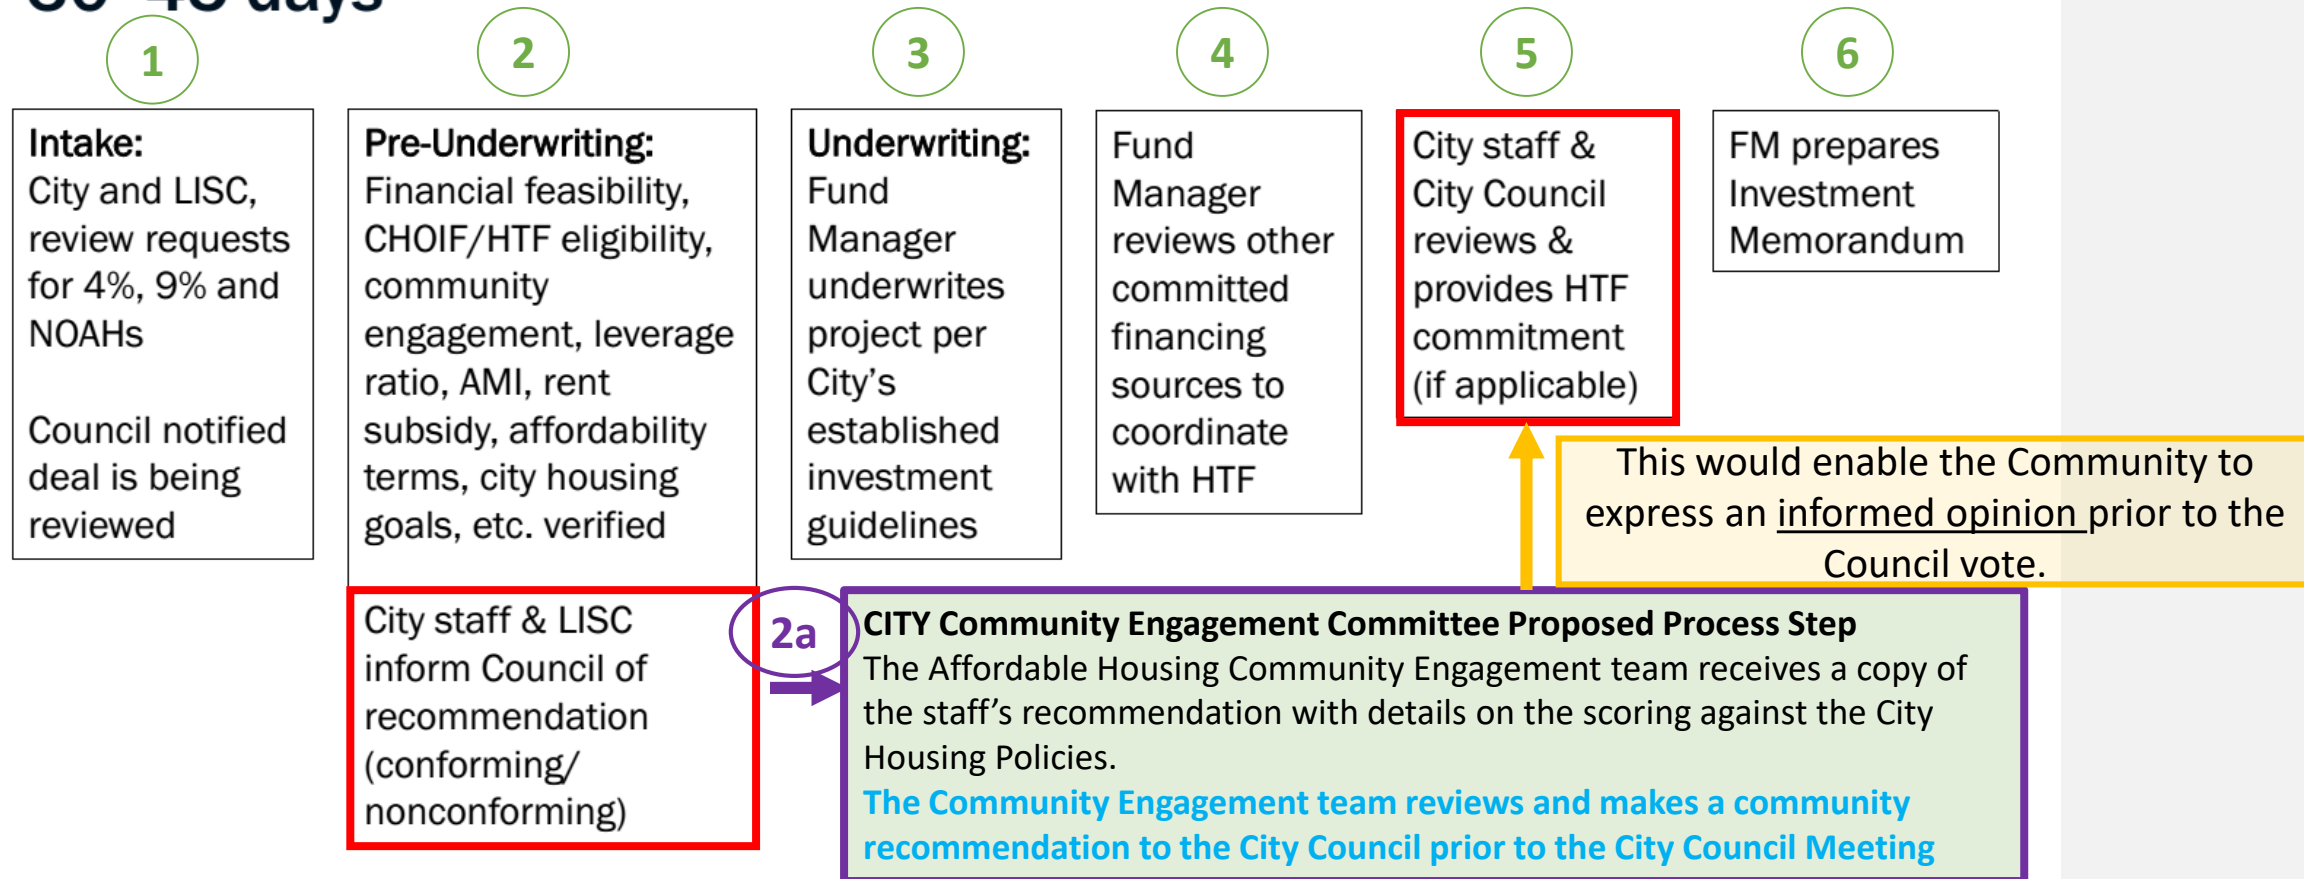 days
1
2
3
4
5
6
Intake:
City and LISC,
review requests
for 4%, 9% and
NOAHs
Council notified
deal is being
reviewed
Pre-Underwriting:
Financial feasibility,
CHOIF/HTF eligibility,
community
engagement, leverage
ratio, AMI, rent
subsidy, affordability
terms, city housing
goals, etc. verified
City staff & LISC
inform Council of
recommendation
(conforming/
nonconforming)
Underwriting:
Fund
Manager
underwrites
project per
City’s
established
investment
guidelines
Fund
Manager
reviews other
committed
financing
sources to
coordinate
with HTF
City staff &
City Council
reviews &
provides HTF
commitment
(if applicable)
FM prepares
Investment
Memorandum
This would enable the Community to
express an informed opinion prior to the
Council vote.
2a
CITY Community Engagement Committee Proposed Process Step
The Affordable Housing Community Engagement team receives a copy of
the staff’s recommendation with details on the scoring against the City
Housing Policies.
The Community Engagement team reviews and makes a community
recommendation to the City Council prior to the City Council Meeting